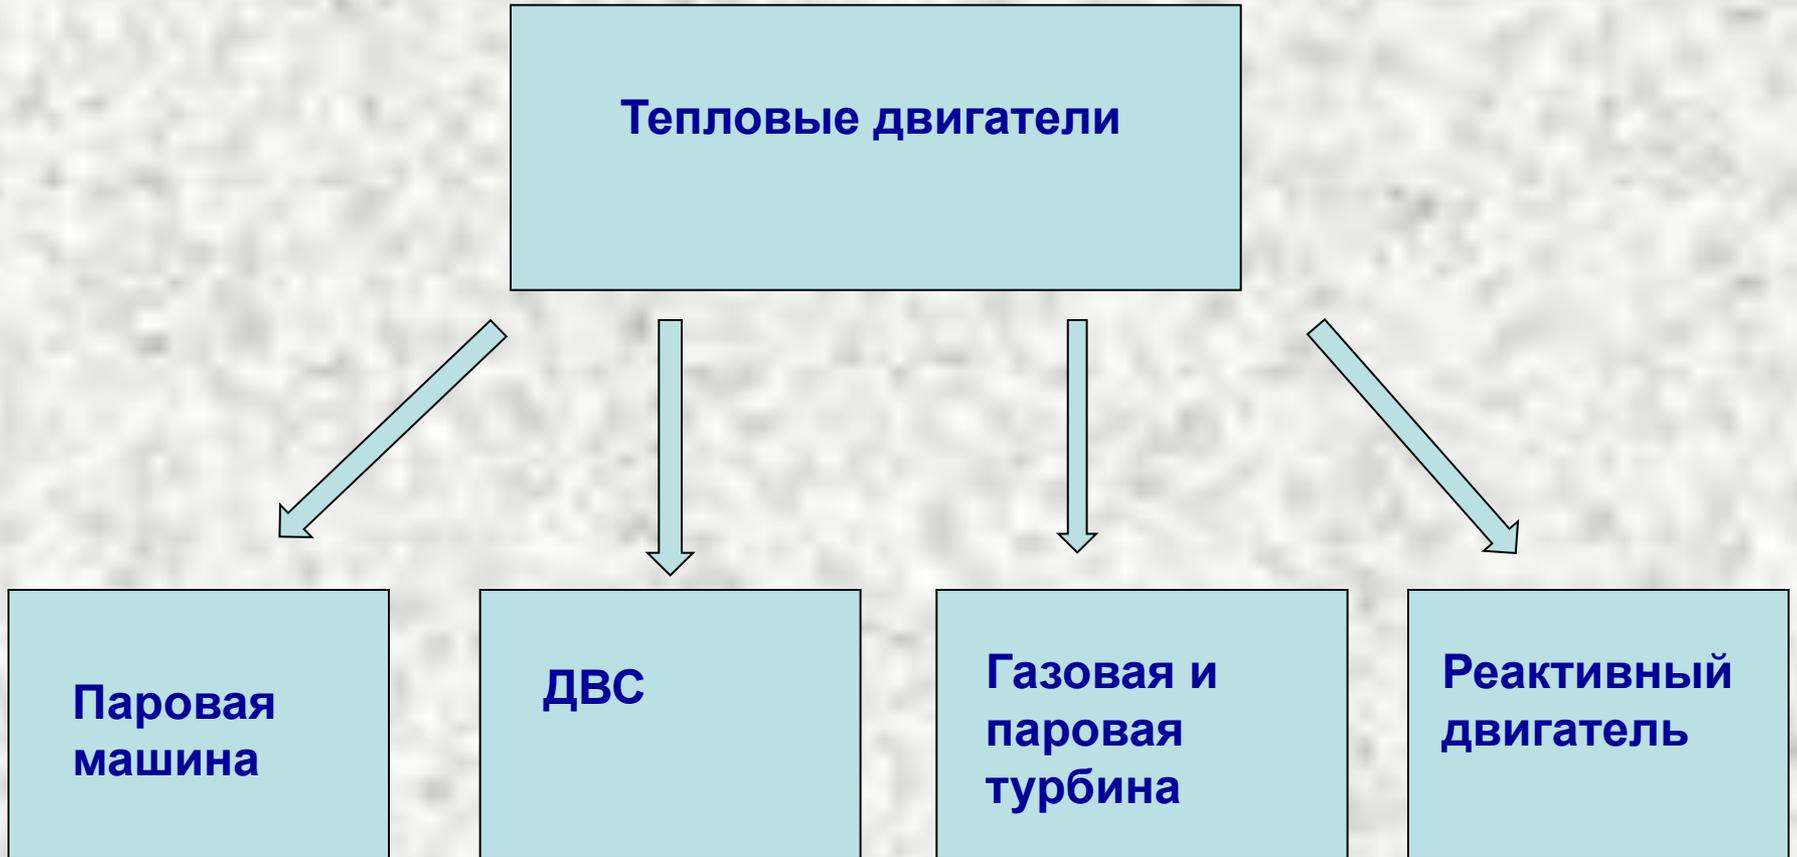 Тепловые двигатели
Паровая
машина
ДВС
Газовая и
паровая
турбина
Реактивный
двигатель